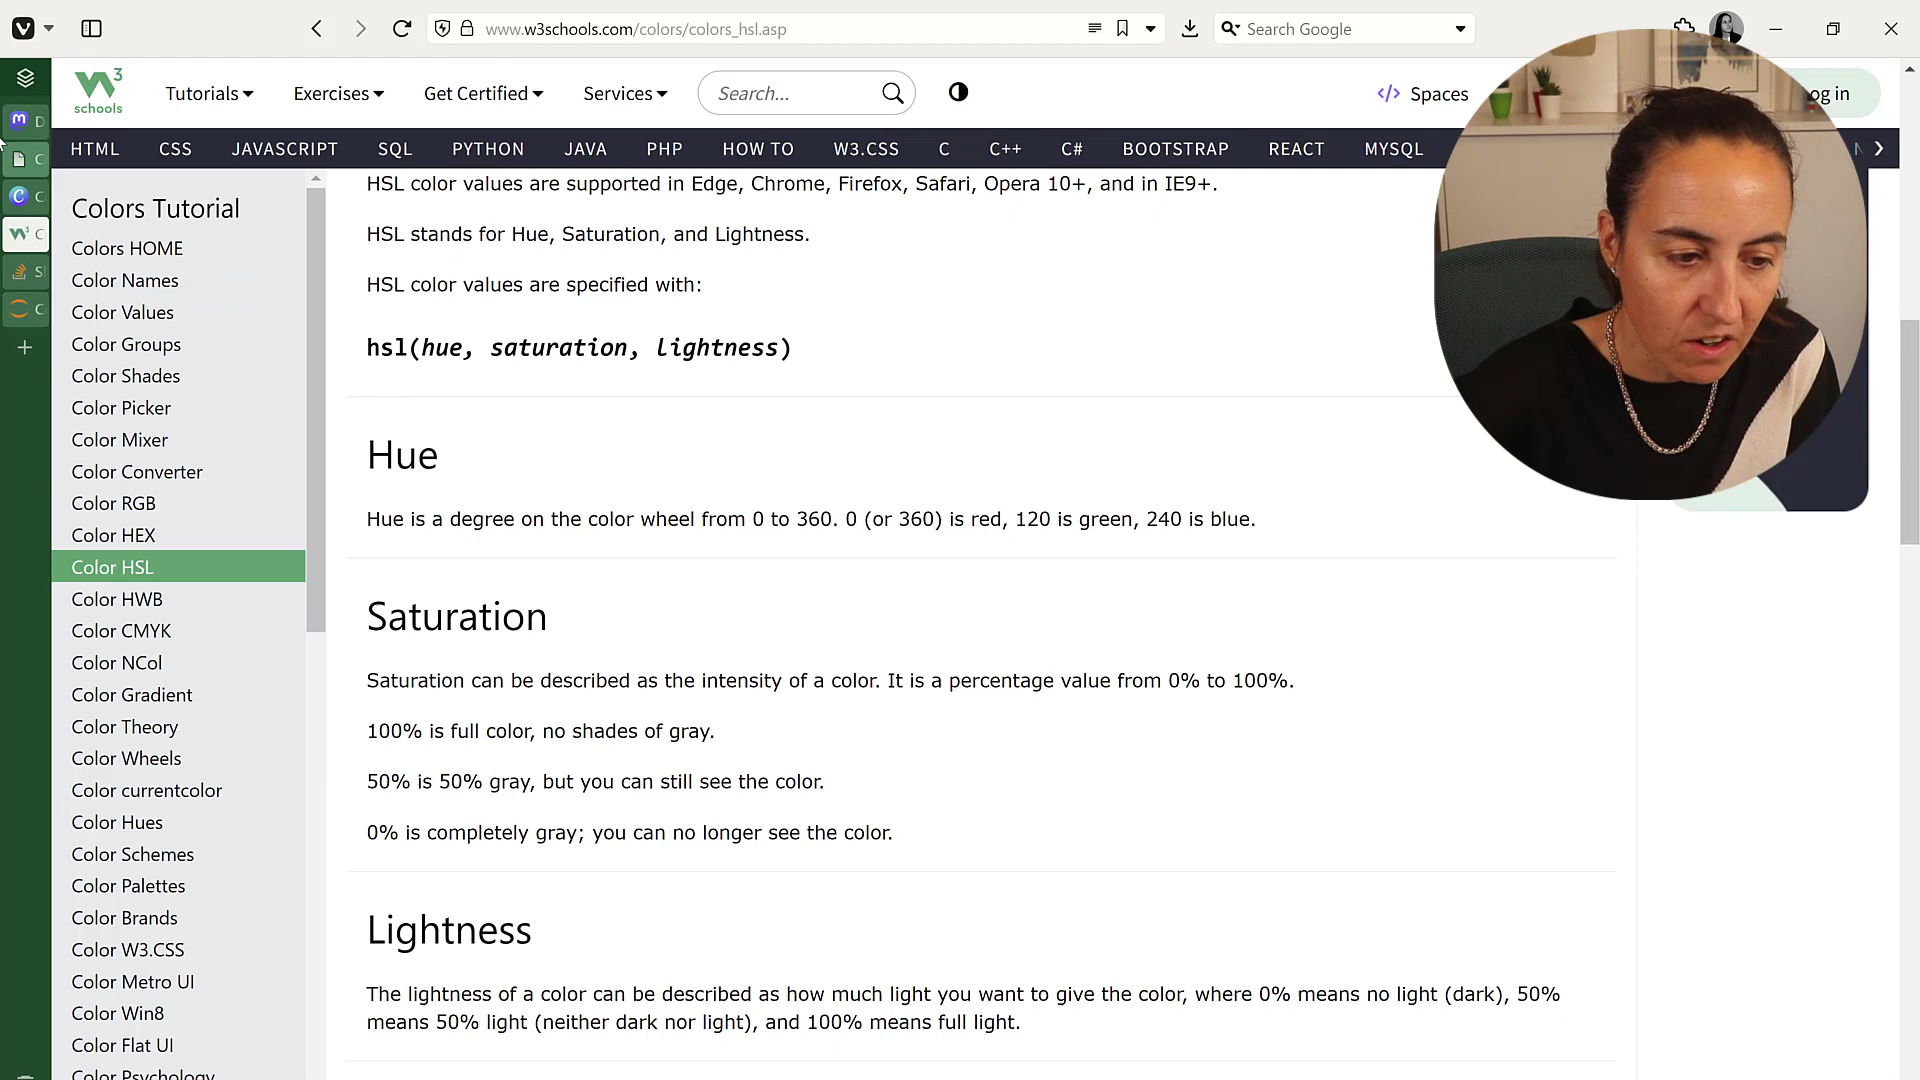 www.w3schools.com/colors/colors_hsl.asp
Search Google
D
C
C
C
S
C
3
schools
Tutorials
Exercises
Get Certified
Services
Search...
Spaces
og in
HTML
CSS
JAVASCRIPT
SQL
PYTHON
JAVA
PHP
HOW TO
W3.CSS
C
C++
C#
BOOTSTRAP
REACT
MYSQL
Colors Tutorial
Colors HOME
Color Names
Color Values
Color Groups
Color Shades
Color Picker
Color Mixer
Color Converter
Color RGB
Color HEX
Color HSL
Color HWB
Color CMYK
Color NCol
Color Gradient
Color Theory
Color Wheels
Color currentcolor
Color Hues
Color Schemes
Color Palettes
Color Brands
Color W3.CSS
Color Metro UI
Color Win8
Color Flat UI
Color Psychology
HSL color values are supported in Edge, Chrome, Firefox, Safari, Opera 10+, and in IE9+.
HSL stands for Hue, Saturation, and Lightness.
HSL color values are specified with:
hsl(hue, saturation, lightness)
Hue
Hue is a degree on the color wheel from 0 to 360. 0 (or 360) is red, 120 is green, 240 is blue.
Saturation
Saturation can be described as the intensity of a color. It is a percentage value from 0% to 100%.
100% is full color, no shades of gray.
50% is 50% gray, but you can still see the color.
0% is completely gray; you can no longer see the color.
Lightness
The lightness of a color can be described as how much light you want to give the color, where 0% means no light (dark), 50%
means 50% light (neither dark nor light), and 100% means full light.